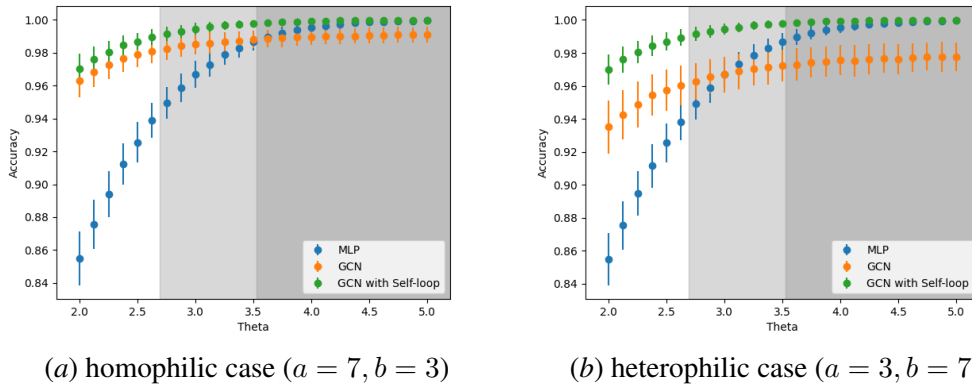 1.00
0.98
0.96
0.94
0.92
0.90
0.88
0.86
0.84
Accuracy
2.0 2.5 3.0 3.5 4.0 4.5 5.0
Theta
MLP
GCN
GCN with Self-loop
(a) homophilic case (a = 7, b = 3)
1.00
0.98
0.96
0.94
0.92
0.90
0.88
0.86
0.84
Accuracy
2.0 2.5 3.0 3.5 4.0 4.5 5.0
Theta
MLP
GCN
GCN with Self-loop
(b) heterophilic case (a = 3, b = 7